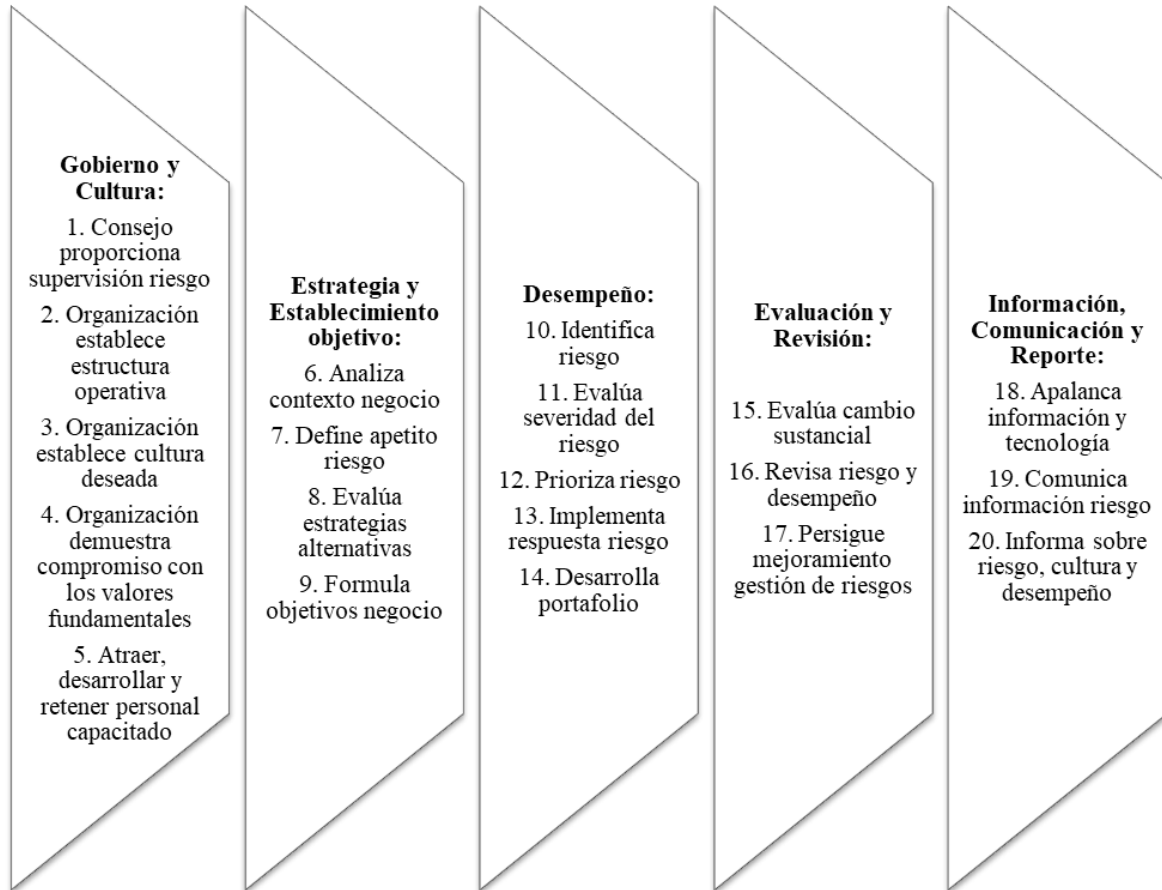 Gobierno y
Cultura:
1. Consejo
proporciona
supervisión riesgo
2. Organización
establece
estructura
operativa
3. Organización
establece cultura
deseada
4. Organización
demuestra
compromiso con
los valores
fundamentales
5. Atraer,
desarrollar y
retener personal
capacitado
Estrategia y
Establecimiento
objetivo:
6. Analiza
contexto negocio
7. Define apetito
riesgo
8. Evalúa
estrategias
alternativas
9. Formula
objetivos negocio
Desempeño:
10. Identifica
riesgo
11. Evalúa
severidad del
riesgo
12. Prioriza riesgo
13. Implementa
respuesta riesgo
14. Desarrolla
portafolio
Evaluación y
Revisión:
15. Evalúa cambio
sustancial
16. Revisa riesgo y
desempeño
17. Persigue
mejoramiento
gestión de riesgos
Información,
Comunicación y
Reporte:
18. Apalanca
información y
tecnología
19. Comunica
información riesgo
20. Informa sobre
riesgo, cultura y
desempeño